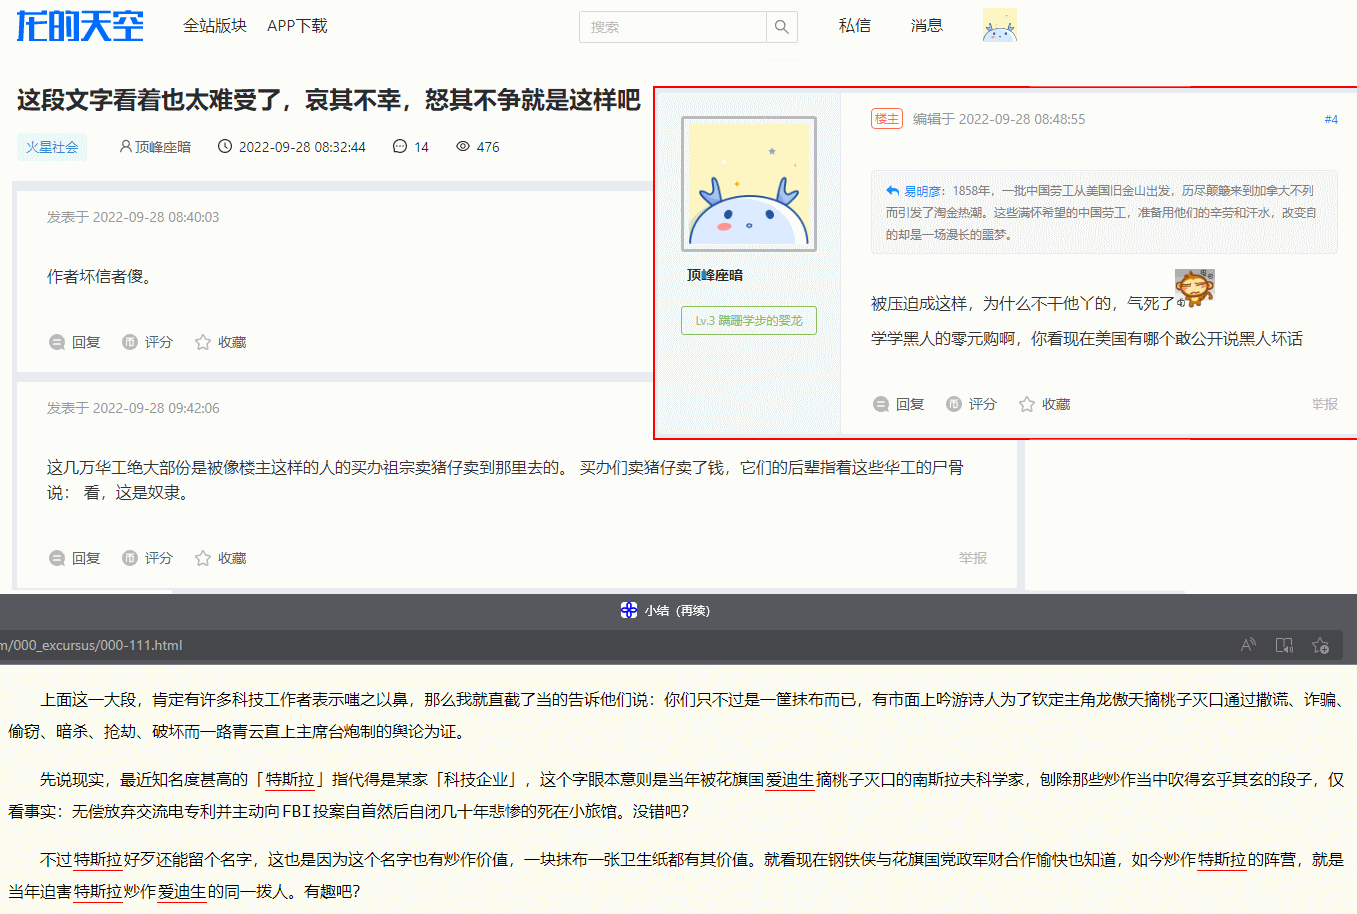 龙的天空 全站版块 APP下载 搜索 私信 消息
这段文字看着也太难受了，哀其不幸，怒其不争就是这样吧
火星社会 顶峰座暗 2022-09-28 08:32:44 14 476
发表于 2022-09-28 08:40:03
作者坏信者傻。
回复 评分 收藏
发表于 2022-09-28 09:42:06
这几万华工绝大部份是被像楼主这样的人的买办祖宗卖猪仔卖到那里去的。 买办们卖猪仔卖了钱，它们的后辈指着这些华工的尸骨
说： 看，这是奴隶。
回复 评分 收藏 举报
顶峰座暗
Lv.3 蹒跚学步的婴龙
楼主 编辑于 2022-09-28 08:48:55 #4
易明彦：1858年，一批中国劳工从美国旧金山出发，历尽颠簸来到加拿大不列
而引发了淘金热潮。这些满怀希望的中国劳工，准备用他们的辛劳和汗水，改变自
的却是一场漫长的噩梦。
被压迫成这样，为什么不干他丫的，气死了
学学黑人的零元购啊，你看现在美国有哪个敢公开说黑人坏话
回复 评分 收藏 举报
小结（再续）
m/000_excursus/000-111.html
上面这一大段，肯定有许多科技工作者表示嗤之以鼻，那么我就直截了当的告诉他们说：你们只不过是一筐抹布而已，有市面上吟游诗人为了钦定主角龙傲天摘桃子灭口通过撒谎、诈骗、
偷窃、暗杀、抢劫、破坏而一路青云直上主席台炮制的舆论为证。
先说现实，最近知名度甚高的「特斯拉」指代得是某家「科技企业」，这个字眼本意则是当年被花旗国爱迪生摘桃子灭口的南斯拉夫科学家，刨除那些炒作当中吹得玄乎其玄的段子，仅
看事实：无偿放弃交流电专利并主动向FBI投案自首然后自闭几十年悲惨的死在小旅馆。没错吧？
不过特斯拉好歹还能留个名字，这也是因为这个名字也有炒作价值，一块抹布一张卫生纸都有其价值。就看现在钢铁侠与花旗国党政军财合作愉快也知道，如今炒作特斯拉的阵营，就是
当年迫害特斯拉炒作爱迪生的同一拨人。有趣吧？